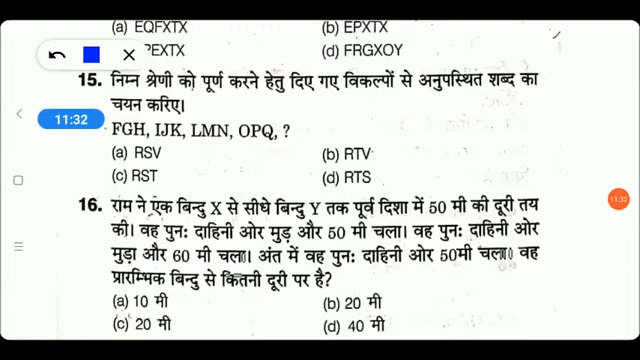 (a) EQFXTX (b) EPXTX
PEXTX (d) FRGXOY
15. निम्न श्रेणी को पूर्ण करने हेतु दिए गए विकल्पों से अनुपस्थित शब्द का
चयन करिए।
11:32
FGH, IJK, LMN, OPQ, ?
(a) RSV (b) RTV
(c) RST (d) RTS
11:32
16. राम ने एक बिन्दु X से सीधे बिन्दु Y तक पूर्व दिशा में 50 मी की दूरी तय
की। वह पुनः दाहिनी ओर मुड़ और 50 मी चला। वह पुनः दाहिनी ओर
मुड़ा और 60 मी चला। अंत में वह पुनः दाहिनी ओर 50मी चला। वह
प्रारम्भिक बिन्दु से कितनी दूरी पर है?
(a) 10 मी (b) 20 मी
(c) 20 मी (d) 40 मी